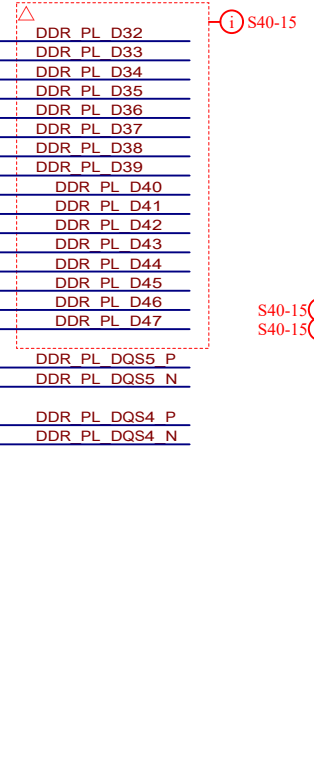 i S40-15
DDR_PL_D32
DDR_PL_D33
DDR_PL_D34
DDR_PL_D35
DDR_PL_D36
DDR_PL_D37
DDR_PL_D38
DDR_PL_D39
DDR_PL_D40
DDR_PL_D41
DDR_PL_D42
DDR_PL_D43
DDR_PL_D44
DDR_PL_D45
DDR_PL_D46
DDR_PL_D47
S40-15
S40-15
DDR_PL_DQS5_P
DDR_PL_DQS5_N
DDR_PL_DQS4_P
DDR_PL_DQS4_N